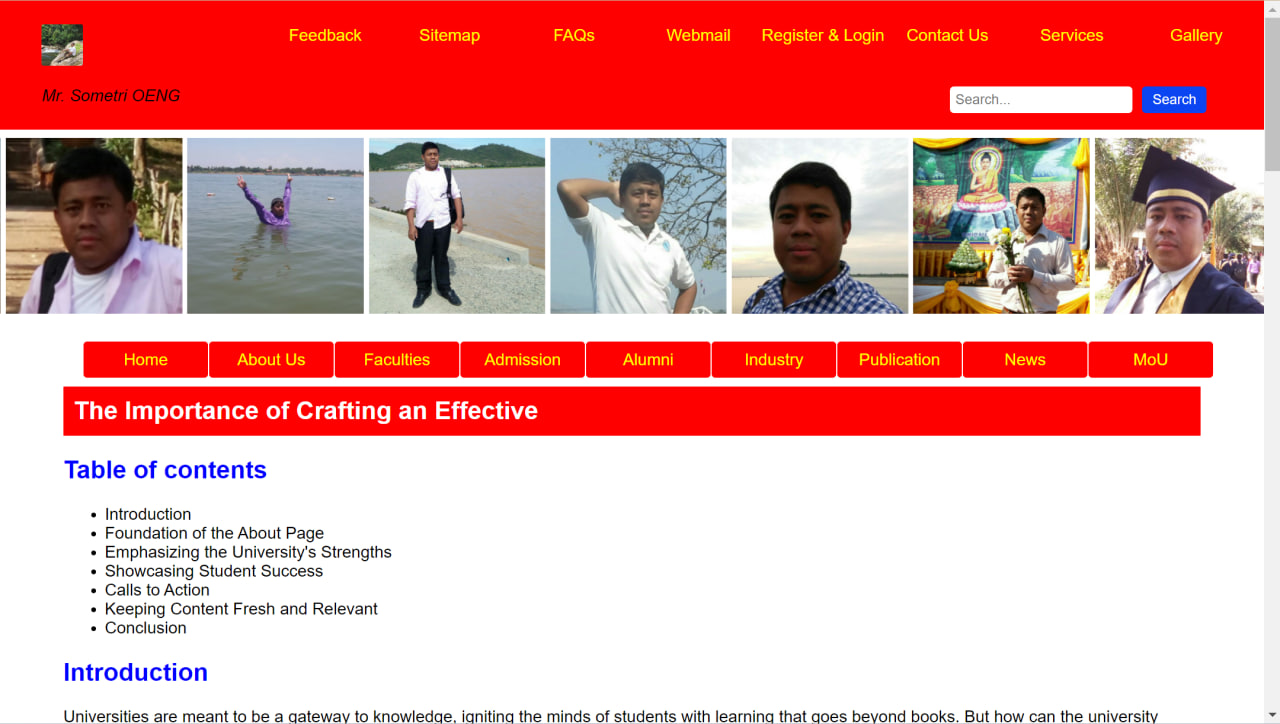 Feedback Sitemap FAQs Webmail Register & Login Contact Us Services Gallery
Mr. Sometri OENG
Search... Search
Home About Us Faculties Admission Alumni Industry Publication News MoU
The Importance of Crafting an Effective
Table of contents
Introduction
Foundation of the About Page
Emphasizing the University's Strengths
Showcasing Student Success
Calls to Action
Keeping Content Fresh and Relevant
Conclusion
Introduction
Universities are meant to be a gateway to knowledge, igniting the minds of students with learning that goes beyond books. But how can the university